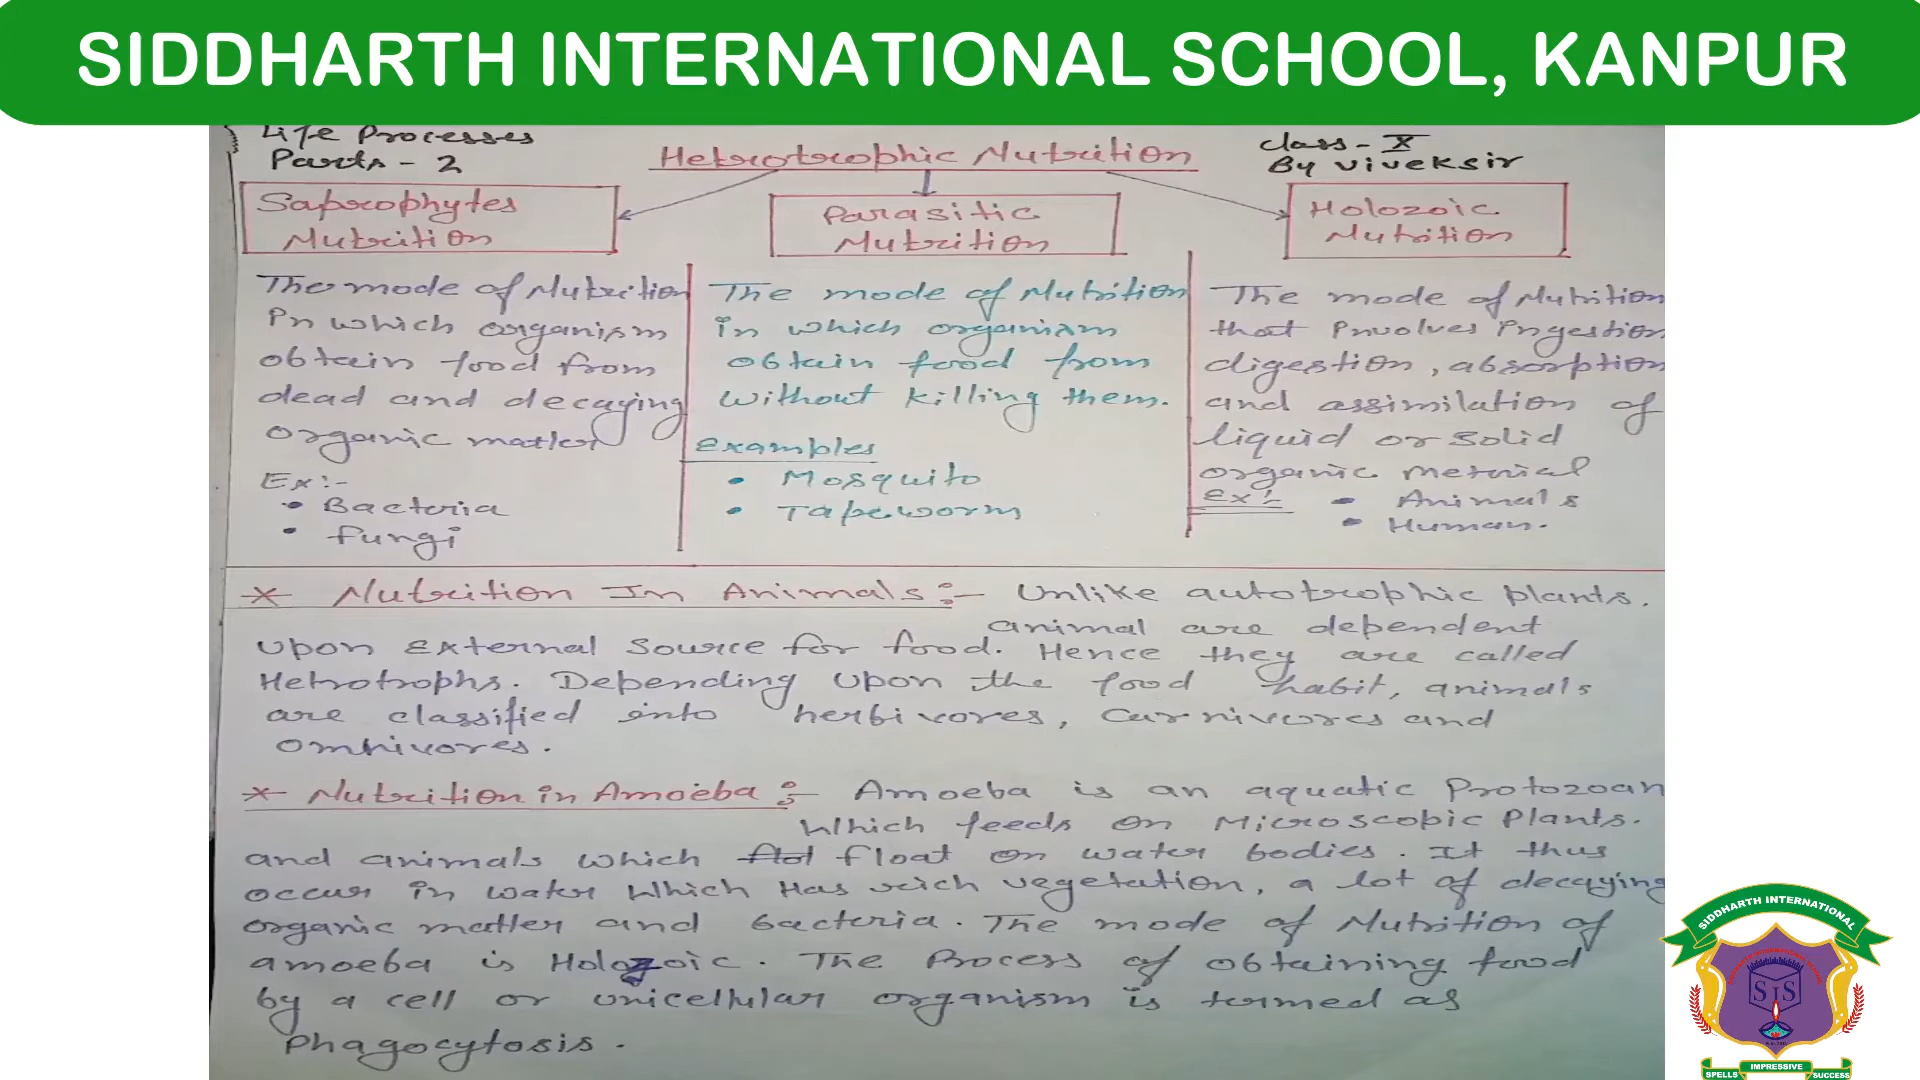 SIDDHARTH INTERNATIONAL SCHOOL, KANPUR
Life Processes
Parts - 2
Hetrotrophic Nutrition
Class - X
By Viveksir
Saprophytes
Nutrition
Parasitic
Nutrition
Holozoic
Nutrition
The mode of Nutrition
in which organism
obtain food from
dead and decaying
organic matter
Ex:-
• Bacteria
• fungi
The mode of Nutrition
in which organism
obtain food from
without killing them.
Examples
• Mosquito
• Tapeworm
The mode of Nutrition
that involves ingestion
digestion, absorption
and assimilation of
liquid or solid
organic meterial
Ex:-
• Animals
• Human.
* Nutrition In Animals :- Unlike autotrophic plants.
animal are dependent
upon external source for food. Hence they are called
Hetrotrophs. Depending upon the food habit, animals
are classified into herbivores, carnivores and
omnivores.
* Nutrition in Amoeba :- Amoeba is an aquatic Protozoan
Which feeds on Microscopic Plants.
and animals which float on water bodies. It thus
occur in water Which Has rich vegetation, a lot of decaying
organic matter and bacteria. The mode of Nutrition of
amoeba is Holozoic. The Process of obtaining food
by a cell or unicellular organism is termed as
Phagocytosis.
SIDDHARTH INTERNATIONAL
SIS
SPELLS IMPRESSIVE SUCCESS